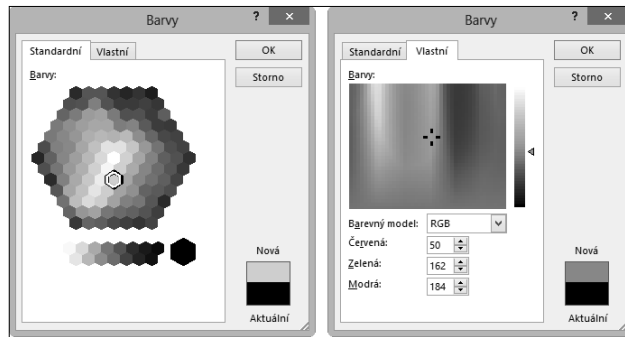 Barvy ? ×
Standardní Vlastní
OK
Storno
Barvy:
Nová
Aktuální
Barvy ? ×
Standardní Vlastní
OK
Storno
Barvy:
Barevný model: RGB
Červená: 50
Zelená: 162
Modrá: 184
Nová
Aktuální